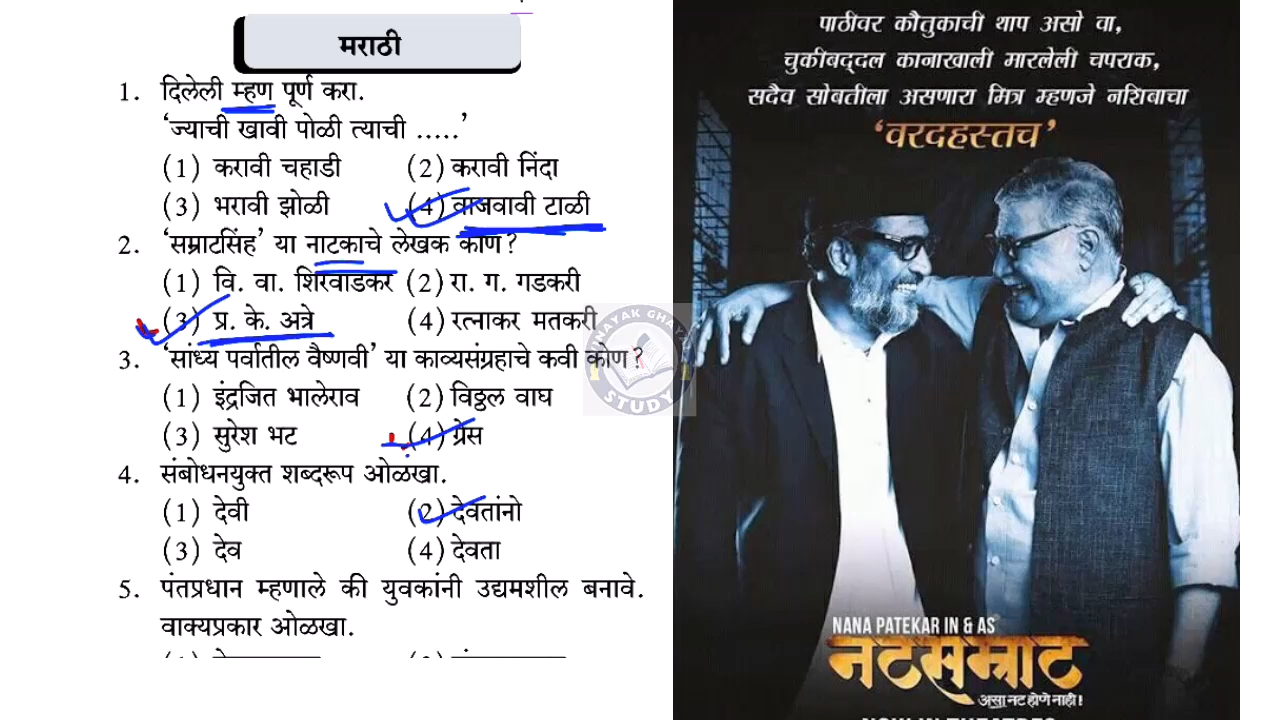 मराठी
1. दिलेली म्हण पूर्ण करा.
‘ज्याची खावी पोळी त्याची .....’
(1) करावी चहाडी (2) करावी निंदा
(3) भरावी झोळी (4) वाजवावी टाळी
2. ‘सम्राटसिंह’ या नाटकाचे लेखक कोण?
(1) वि. वा. शिरवाडकर (2) रा. ग. गडकरी
(3) प्र. के. अत्रे (4) रत्नाकर मतकरी
3. ‘सांध्य पर्वातील वैष्णवी’ या काव्यसंग्रहाचे कवी कोण?
(1) इंद्रजित भालेराव (2) विठ्ठल वाघ
(3) सुरेश भट (4) ग्रेस
4. संबोधनयुक्त शब्दरूप ओळखा.
(1) देवी (2) देवतांनो
(3) देव (4) देवता
5. पंतप्रधान म्हणाले की युवकांनी उद्यमशील बनावे.
वाक्यप्रकार ओळखा.
STUDY
पाठीवर कौतुकाची थाप असो वा,
चुकीबद्दल कानाखाली मारलेली चपराक,
सदैव सोबतीला असणारा मित्र म्हणजे नशिबाचा
‘वरदहस्तच’
NANA PATEKAR IN & AS
नटसम्राट
असा नट होणे नाही!